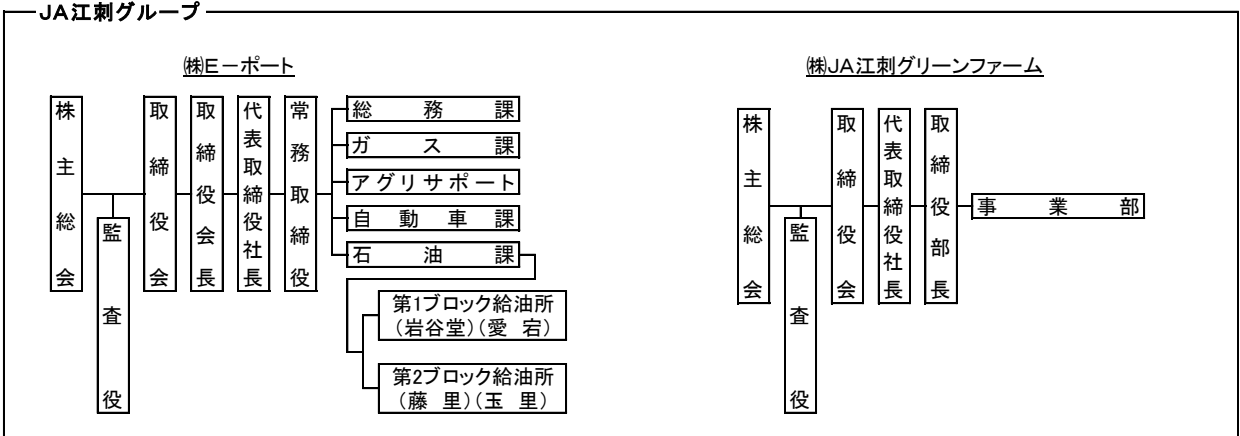 JA江刺グループ
㈱E－ポート
株主総会
監査役
取締役会
取締役会長
代表取締役社長
常務取締役
総務課
ガス課
アグリサポート
自動車課
石油課
第1ブロック給油所
（岩谷堂）（愛　宕）
第2ブロック給油所
（藤　里）（玉　里）
㈱JA江刺グリーンファーム
株主総会
監査役
取締役会
代表取締役社長
取締役部長
事業部